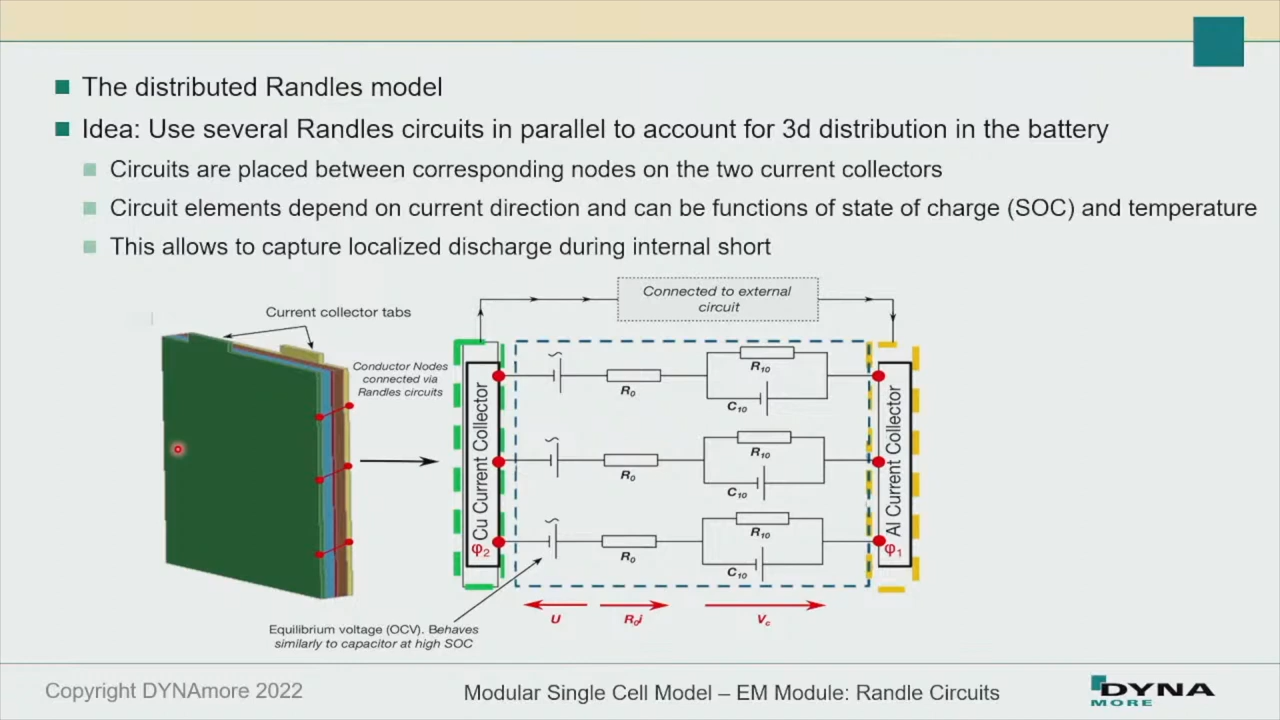 The distributed Randles model
Idea: Use several Randles circuits in parallel to account for 3d distribution in the battery
Circuits are placed between corresponding nodes on the two current collectors
Circuit elements depend on current direction and can be functions of state of charge (SOC) and temperature
This allows to capture localized discharge during internal short
Current collector tabs
Conductor Nodes
connected via
Randles circuits
Connected to external
circuit
Cu Current Collector
φ₂
R₀
R₁₀
C₁₀
R₀
R₁₀
C₁₀
R₀
R₁₀
C₁₀
Al Current Collector
φ₁
U
R₀i
V꜀
Equilibrium voltage (OCV). Behaves
similarly to capacitor at high SOC
Copyright DYNAmore 2022
Modular Single Cell Model – EM Module: Randle Circuits
DYNA
MORE